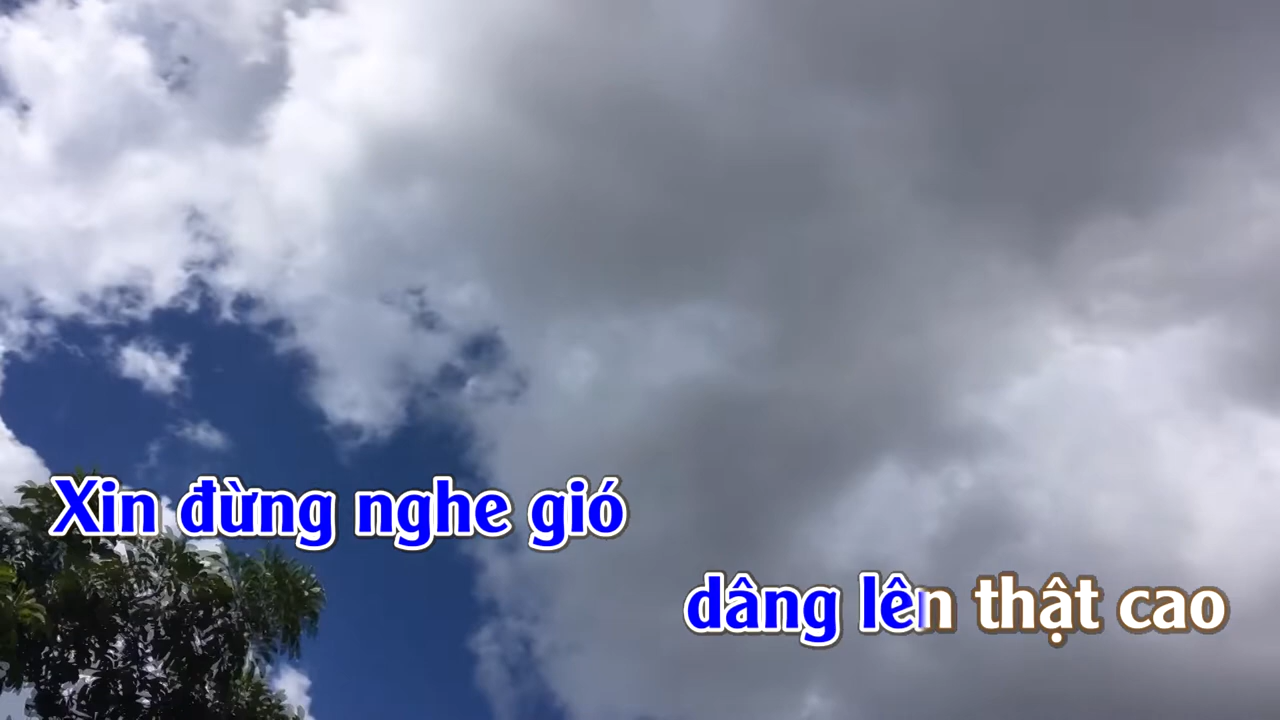 Xin đừng nghe gió
dâng lên thật cao